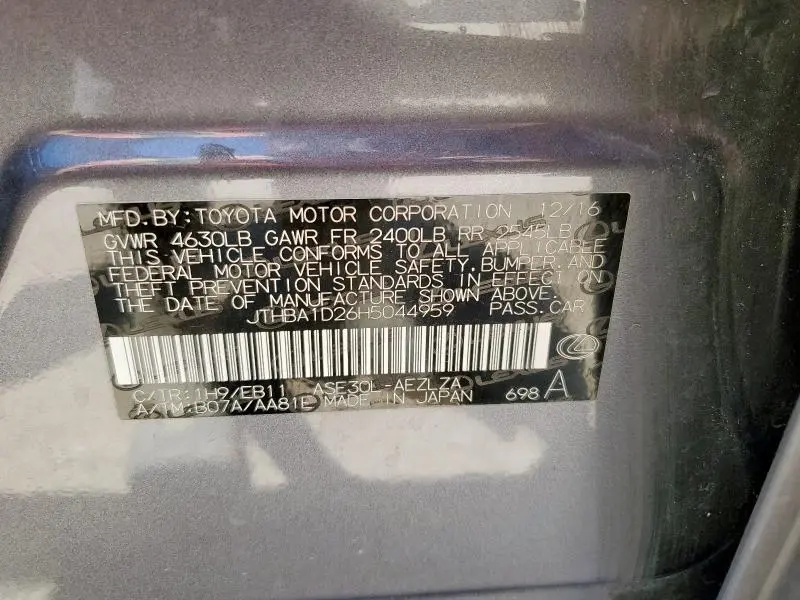 MFD. BY: TOYOTA MOTOR CORPORATION 12/16
GVWR 4630LB GAWR FR 2400LB RR 2545LB
THIS VEHICLE CONFORMS TO ALL APPLICABLE
FEDERAL MOTOR VEHICLE SAFETY, BUMPER, AND
THEFT PREVENTION STANDARDS IN EFFECT ON
THE DATE OF MANUFACTURE SHOWN ABOVE.
JTHBA1D26H5044959 PASS. CAR
C/TR: 1H9/EB11 ASE30L-AEZLZA
A/TM: B07A/AA81E MADE IN JAPAN 698 A